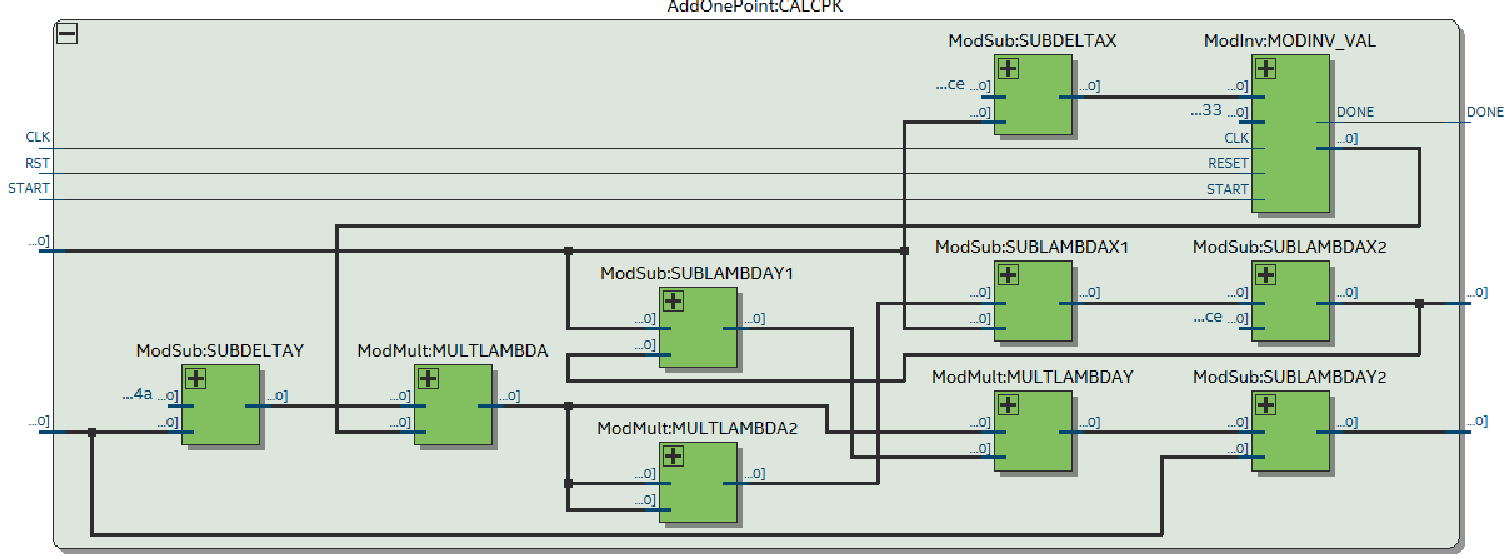 AddOnePoint:CALCPK
ModSub:SUBDELTAX
ModInv:MODINV_VAL
...ce ...0] ...0] ...0]
...0] ...33 ...0] DONE DONE
CLK CLK ...0]
RST RESET
START START
...0]
ModSub:SUBLAMBDAX1 ModSub:SUBLAMBDAX2
ModSub:SUBLAMBDAY1
...0] ...0] ...0] ...0] ...0]
...0] ...0] ...0] ...ce ...0]
...0]
ModSub:SUBDELTAY ModMult:MULTLAMBDA
ModMult:MULTLAMBDAY ModSub:SUBLAMBDAY2
...4a ...0] ...0] ...0] ...0]
...0] ...0] ...0] ...0] ...0] ...0] ...0] ...0]
ModMult:MULTLAMBDA2
...0] ...0]
...0] ...0]
...0]